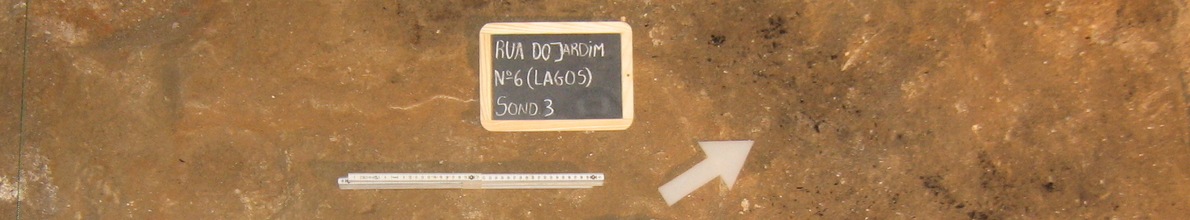 RUA DO JARDIM
Nº6 (LAGOS)
SOND. 3